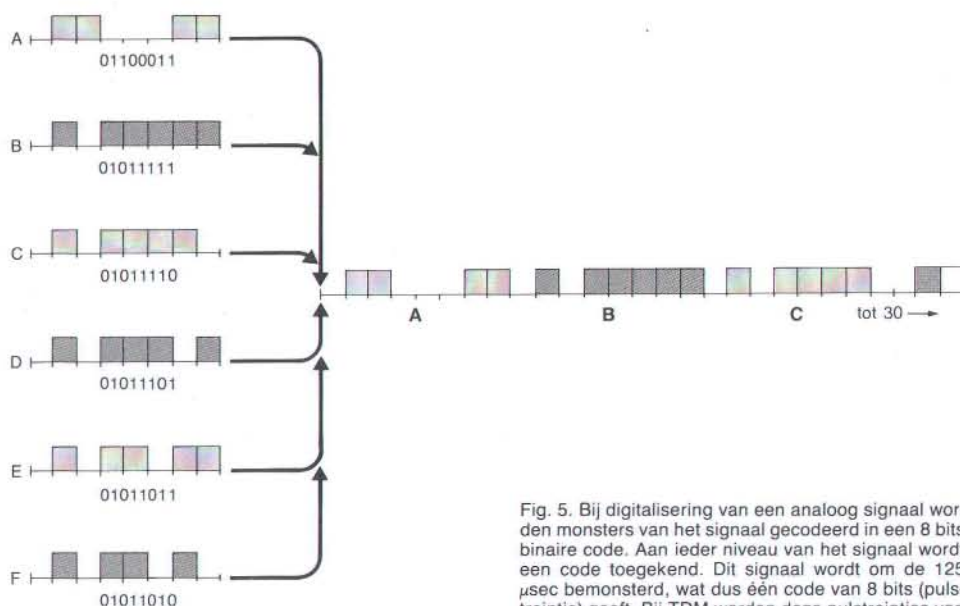 A
01100011
B
01011111
C
01011110
A B C tot 30
D
01011101
E
01011011
F
01011010
Fig. 5. Bij digitalisering van een analoog signaal wor
den monsters van het signaal gecodeerd in een 8 bits
binaire code. Aan ieder niveau van het signaal word
een code toegekend. Dit signaal wordt om de 125
μsec bemonsterd, wat dus één code van 8 bits (puls